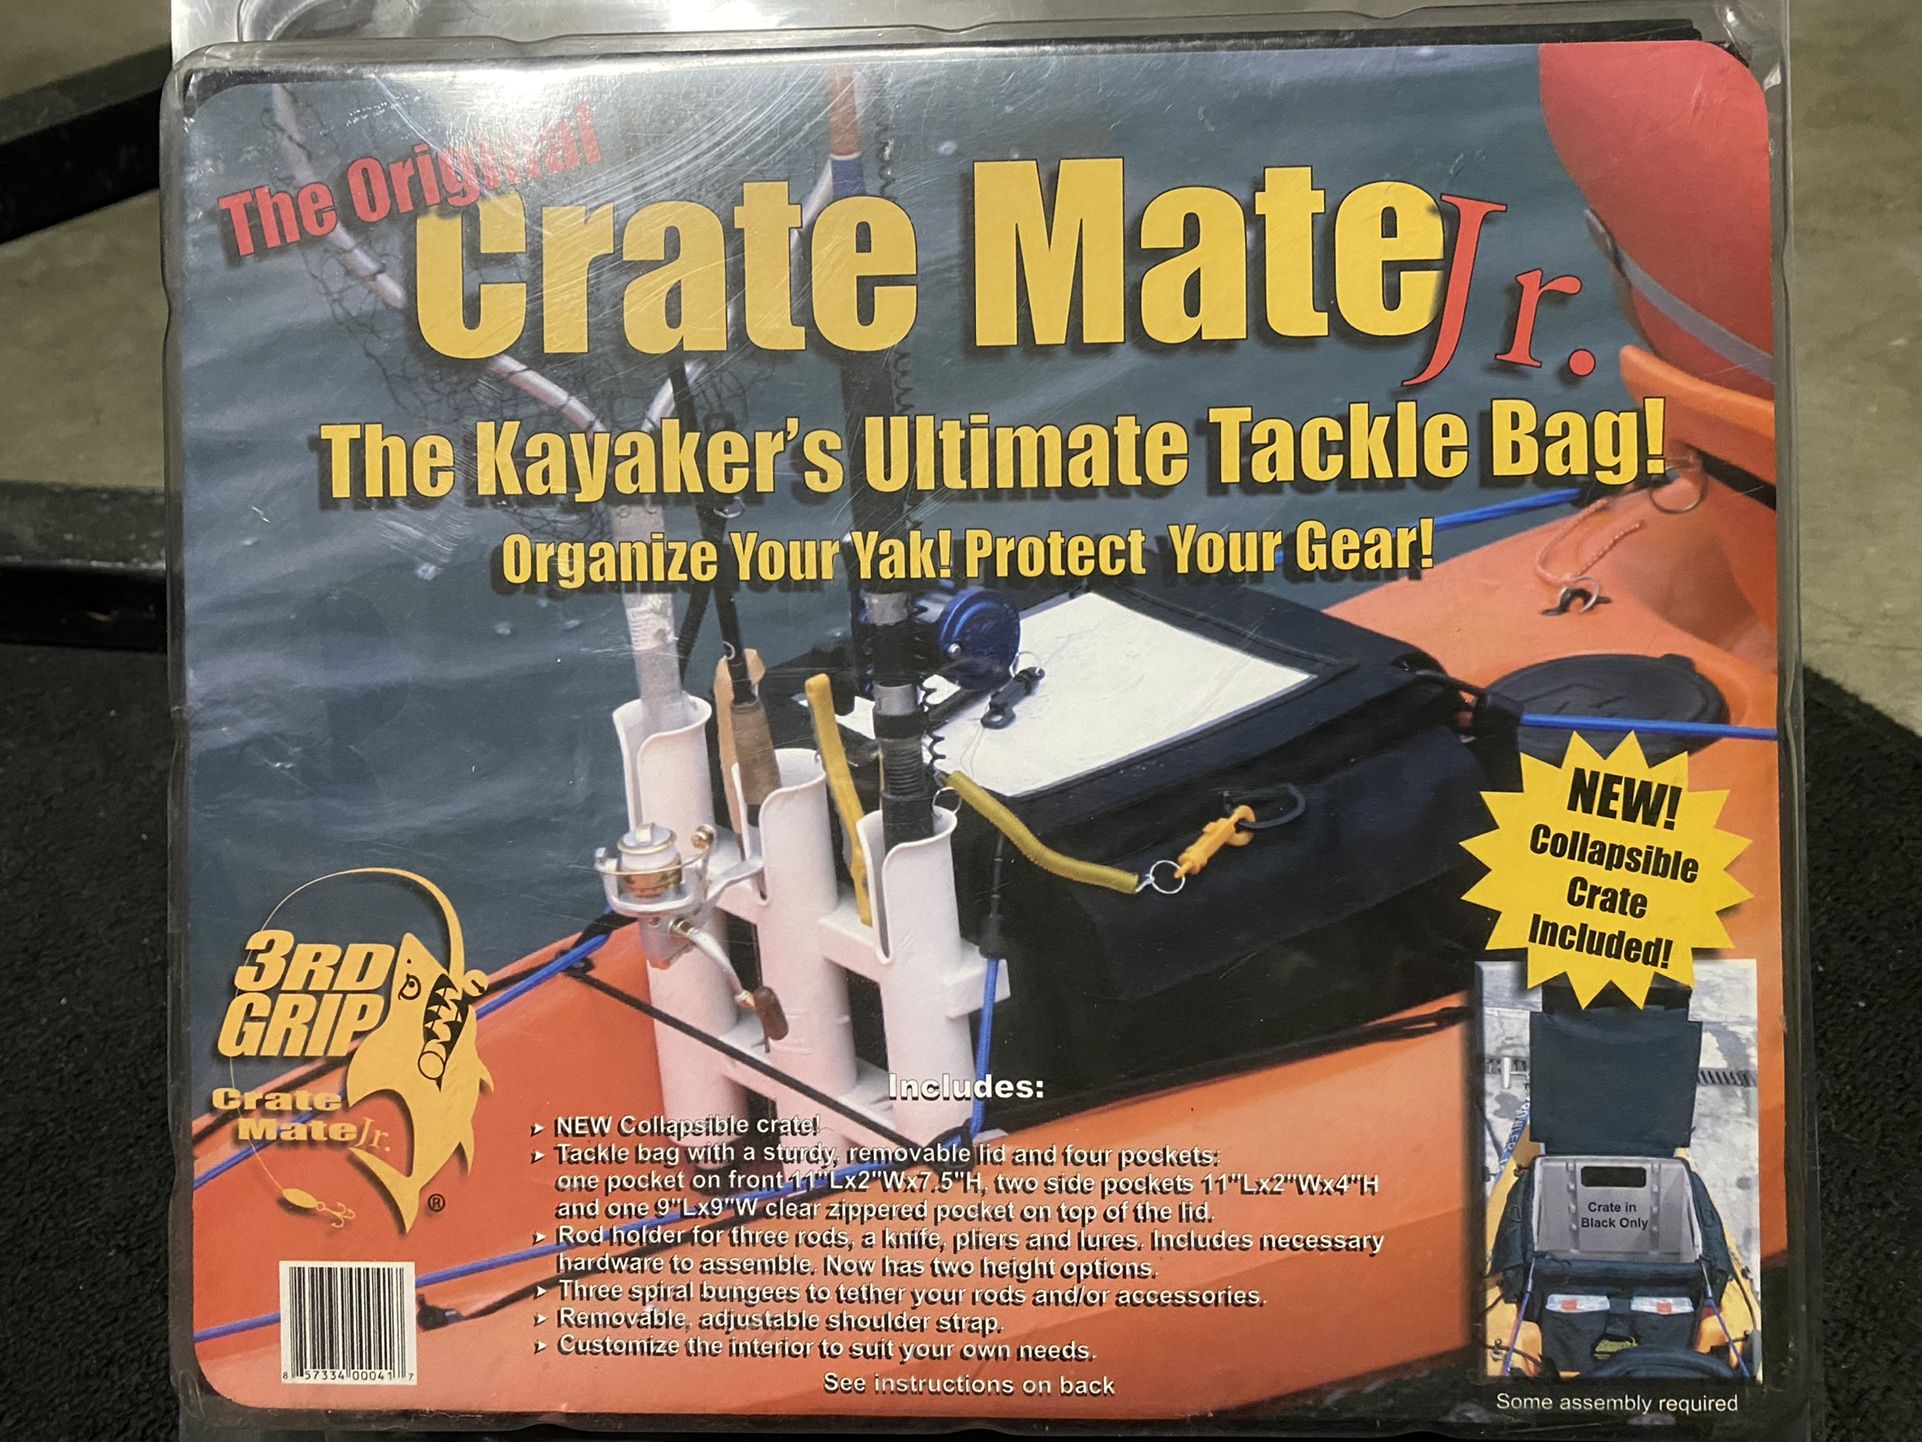 The Original
Crate Mate Jr.
The Kayaker's Ultimate Tackle Bag!
Organize Your Yak! Protect Your Gear!
NEW!
Collapsible
Crate
Included!
3RD
GRIP
Crate
Mate Jr.
®
Includes:
➤ NEW Collapsible crate!
➤ Tackle bag with a sturdy, removable lid and four pockets:
one pocket on front 11"Lx2"Wx7.5"H, two side pockets 11"Lx2"Wx4"H
and one 9"Lx9"W clear zippered pocket on top of the lid.
➤ Rod holder for three rods, a knife, pliers and lures. Includes necessary
hardware to assemble. Now has two height options.
➤ Three spiral bungees to tether your rods and/or accessories.
➤ Removable, adjustable shoulder strap.
➤ Customize the interior to suit your own needs.
See instructions on back
Crate in
Black Only
Some assembly required
8 57334 00041 7